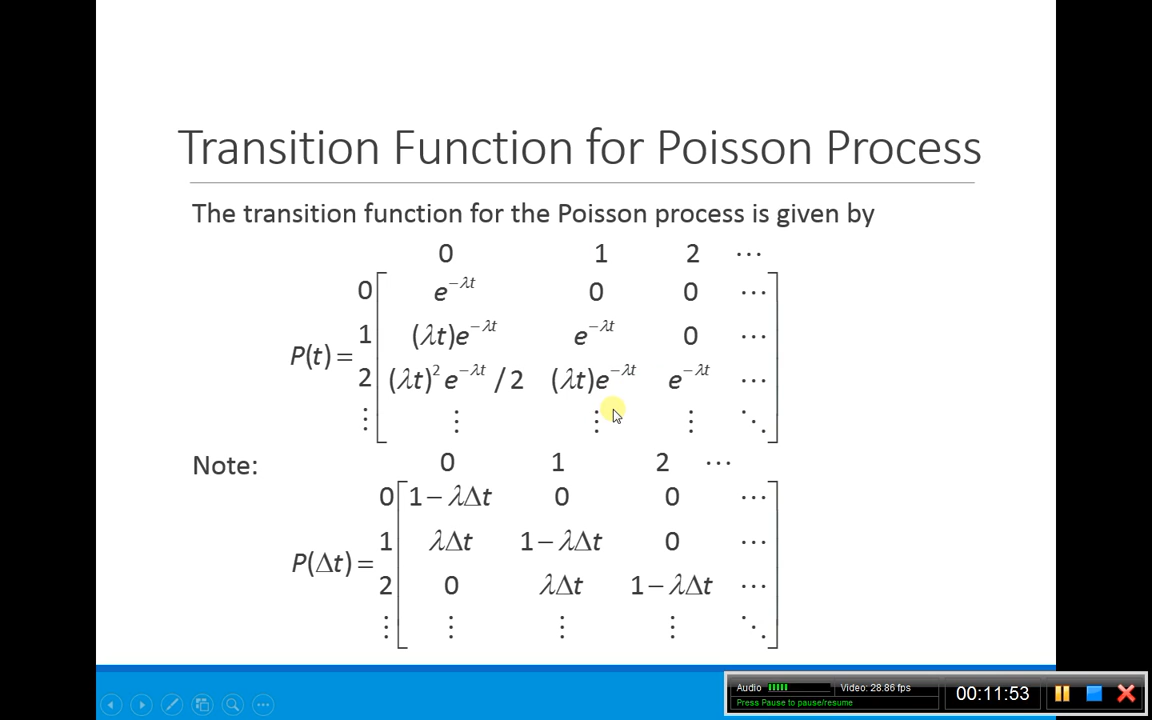 Transition Function for Poisson Process
The transition function for the Poisson process is given by
0 1 2 ⋯
0 e^{−λt} 0 0 ⋯
1 (λt)e^{−λt} e^{−λt} 0 ⋯
P(t) =
2 (λt)^2 e^{−λt} / 2 (λt)e^{−λt} e^{−λt} ⋯
⋮ ⋮ ⋮ ⋮ ⋱
Note: 0 1 2 ⋯
0 1 − λΔt 0 0 ⋯
1 λΔt 1 − λΔt 0 ⋯
P(Δt) =
2 0 λΔt 1 − λΔt ⋯
⋮ ⋮ ⋮ ⋮ ⋱
Audio Video: 28.86 fps
Press Pause to pause/resume
00:11:53